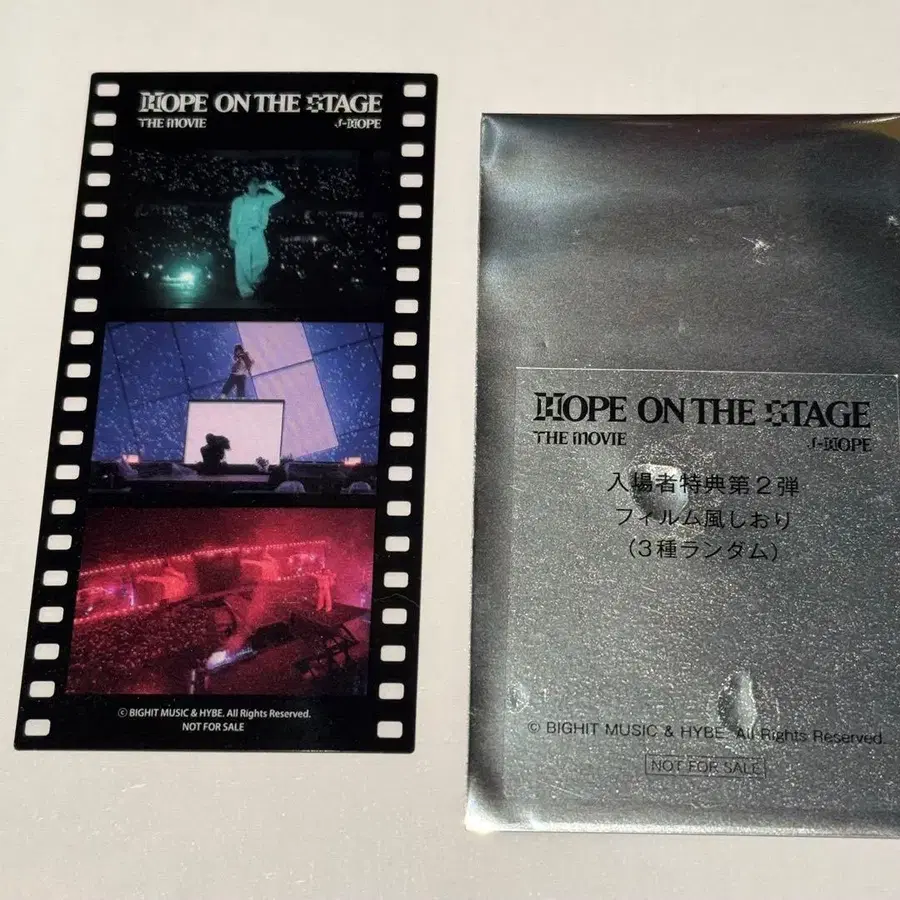 HOPE ON THE STAGE
THE MOVIE
J-HOPE
© BIGHIT MUSIC & HYBE. All Rights Reserved.
NOT FOR SALE
HOPE ON THE STAGE
THE MOVIE
J-HOPE
入場者特典第２弾
フィルム風しおり
（３種ランダム）
© BIGHIT MUSIC & HYBE. All Rights Reserved.
NOT FOR SALE